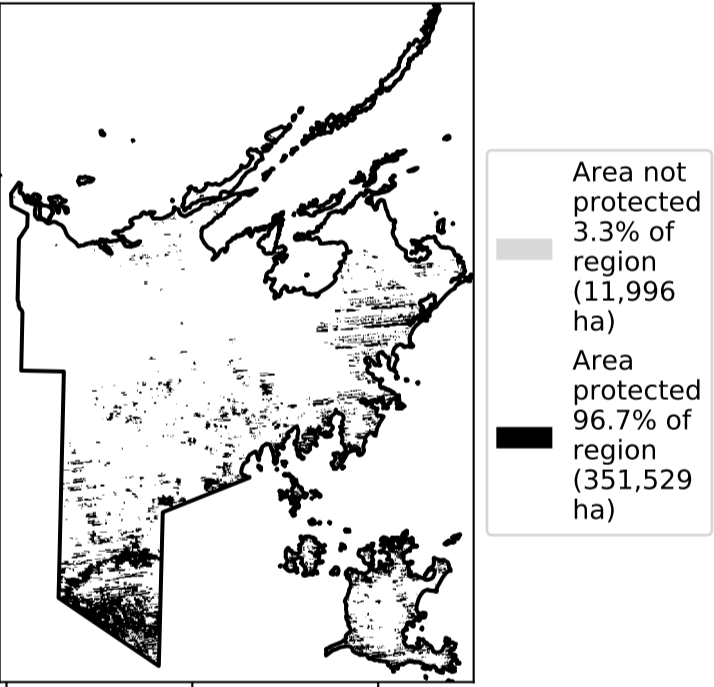 Area not
protected
3.3% of
region
(11,996
ha)
Area
protected
96.7% of
region
(351,529
ha)